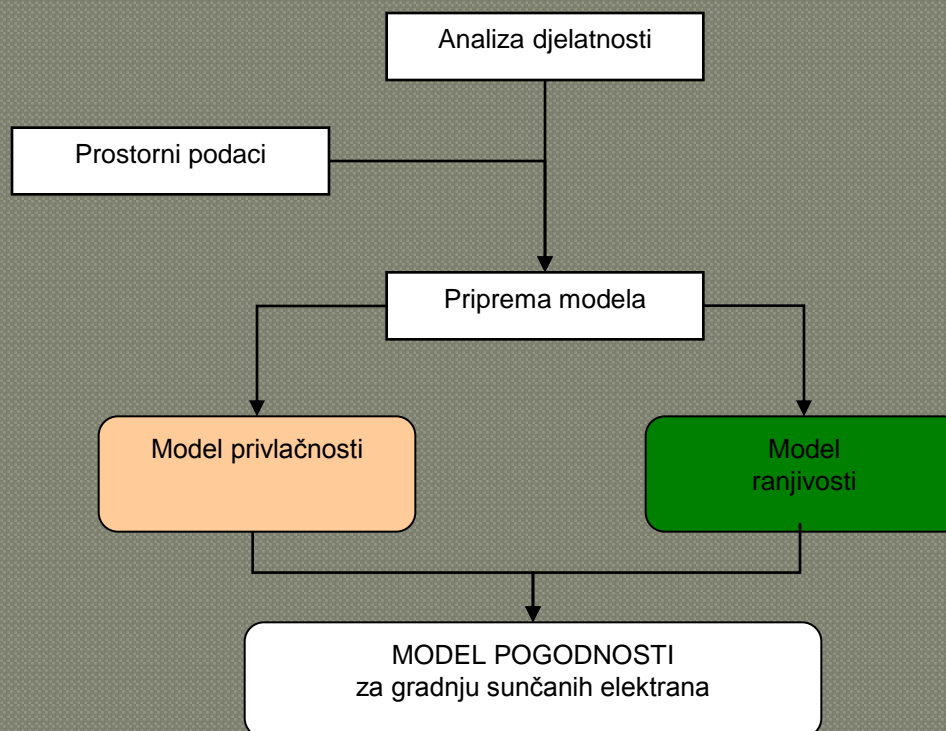 Analiza djelatnosti
Prostorni podaci
Priprema modela
Model privlačnosti
Model
ranjivosti
MODEL POGODNOSTI
za gradnju sunčanih elektrana